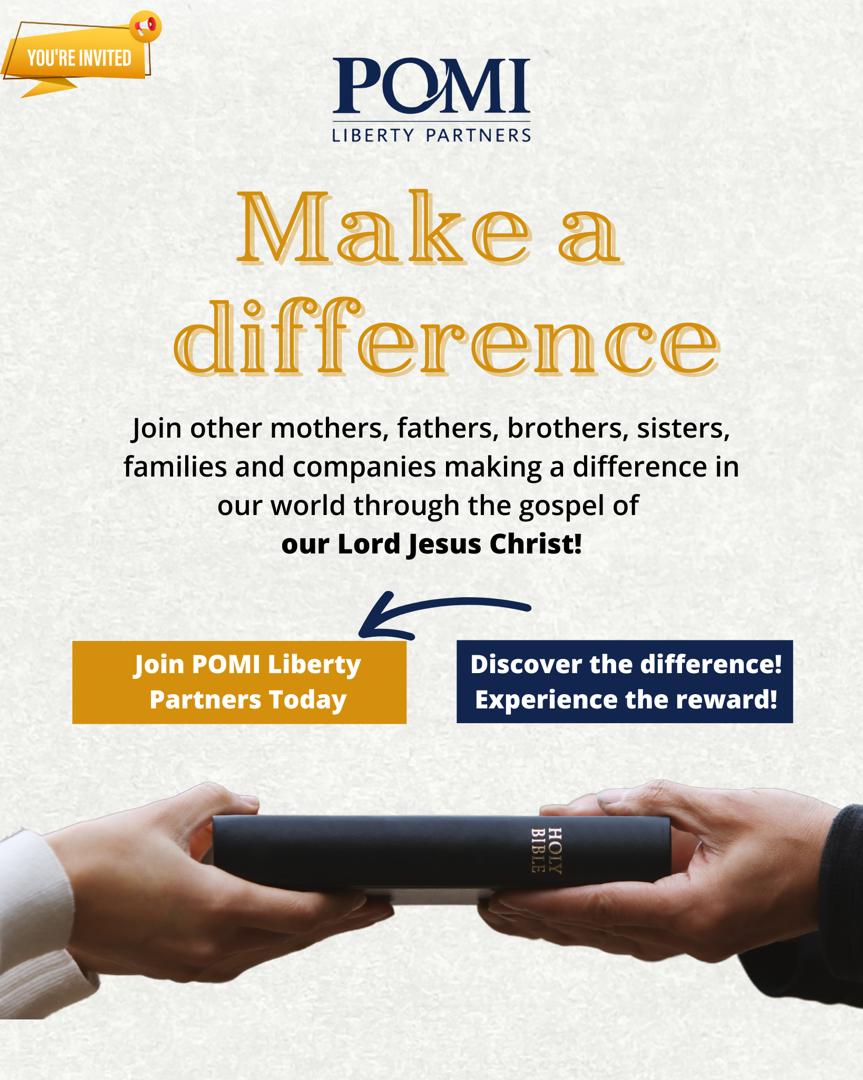 YOU'RE INVITED
POMI
LIBERTY PARTNERS
Make a
difference
Join other mothers, fathers, brothers, sisters,
families and companies making a difference in
our world through the gospel of
our Lord Jesus Christ!
Join POMI Liberty
Partners Today
Discover the difference!
Experience the reward!
HOLY
BIBLE